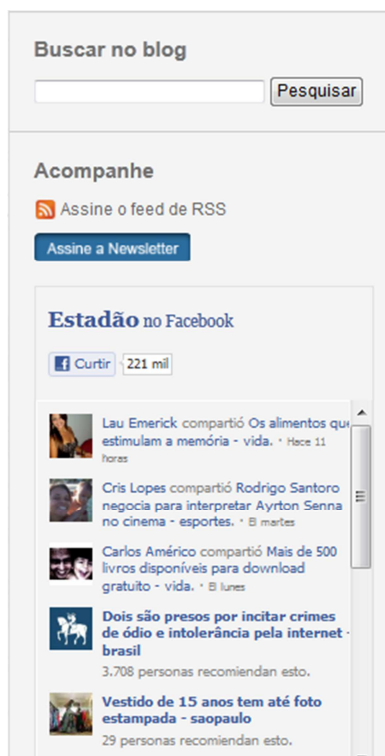 Buscar no blog
Pesquisar
Acompanhe
Assine o feed de RSS
Assine a Newsletter
Estadão no Facebook
Curtir 221 mil
Lau Emerick compartió Os alimentos que
estimulam a memória - vida. · Hace 11
horas
Cris Lopes compartió Rodrigo Santoro
negocia para interpretar Ayrton Senna
no cinema - esportes. · El martes
Carlos Américo compartió Mais de 500
livros disponíveis para download
gratuito - vida. · El lunes
Dois são presos por incitar crimes
de ódio e intolerância pela internet -
brasil
3.708 personas recomiendan esto.
Vestido de 15 anos tem até foto
estampada - saopaulo
29 personas recomiendan esto.